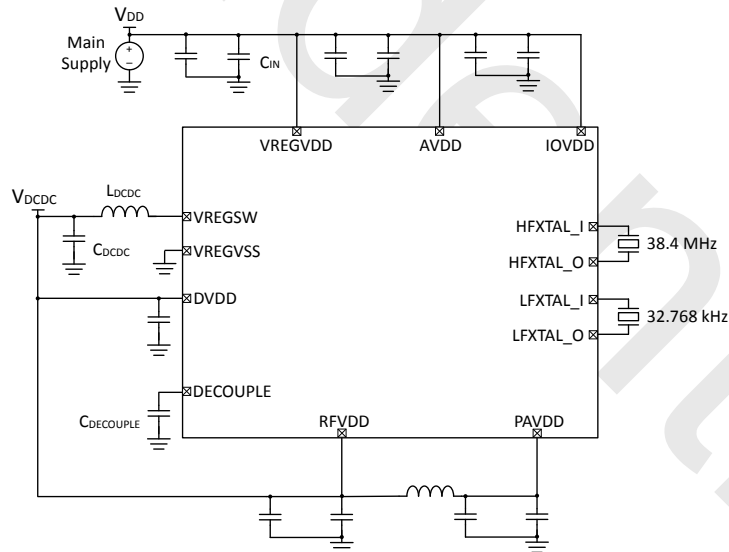 VDD
Main
Supply
+
−
CIN
VREGVDD
AVDD
IOVDD
VDCDC
LDCDC
CDCDC
VREGSW
VREGVSS
DVDD
DECOUPLE
CDECOUPLE
HFXTAL_I
HFXTAL_O
38.4 MHz
LFXTAL_I
LFXTAL_O
32.768 kHz
RFVDD
PAVDD